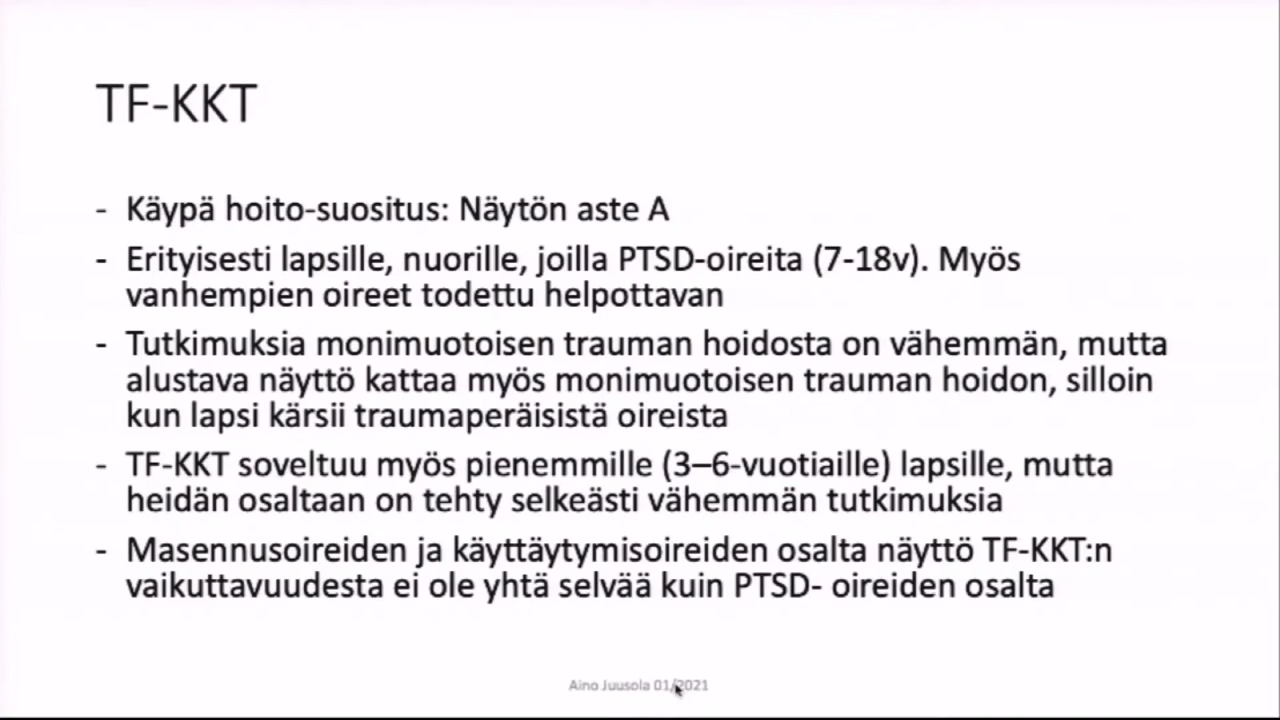 TF-KKT
- Käypä hoito-suositus: Näytön aste A
- Erityisesti lapsille, nuorille, joilla PTSD-oireita (7-18v). Myös
vanhempien oireet todettu helpottavan
- Tutkimuksia monimuotoisen trauman hoidosta on vähemmän, mutta
alustava näyttö kattaa myös monimuotoisen trauman hoidon, silloin
kun lapsi kärsii traumaperäisistä oireista
- TF-KKT soveltuu myös pienemmille (3–6-vuotiaille) lapsille, mutta
heidän osaltaan on tehty selkeästi vähemmän tutkimuksia
- Masennusoireiden ja käyttäytymisoireiden osalta näyttö TF-KKT:n
vaikuttavuudesta ei ole yhtä selvää kuin PTSD- oireiden osalta
Aino Juusola 01/2021